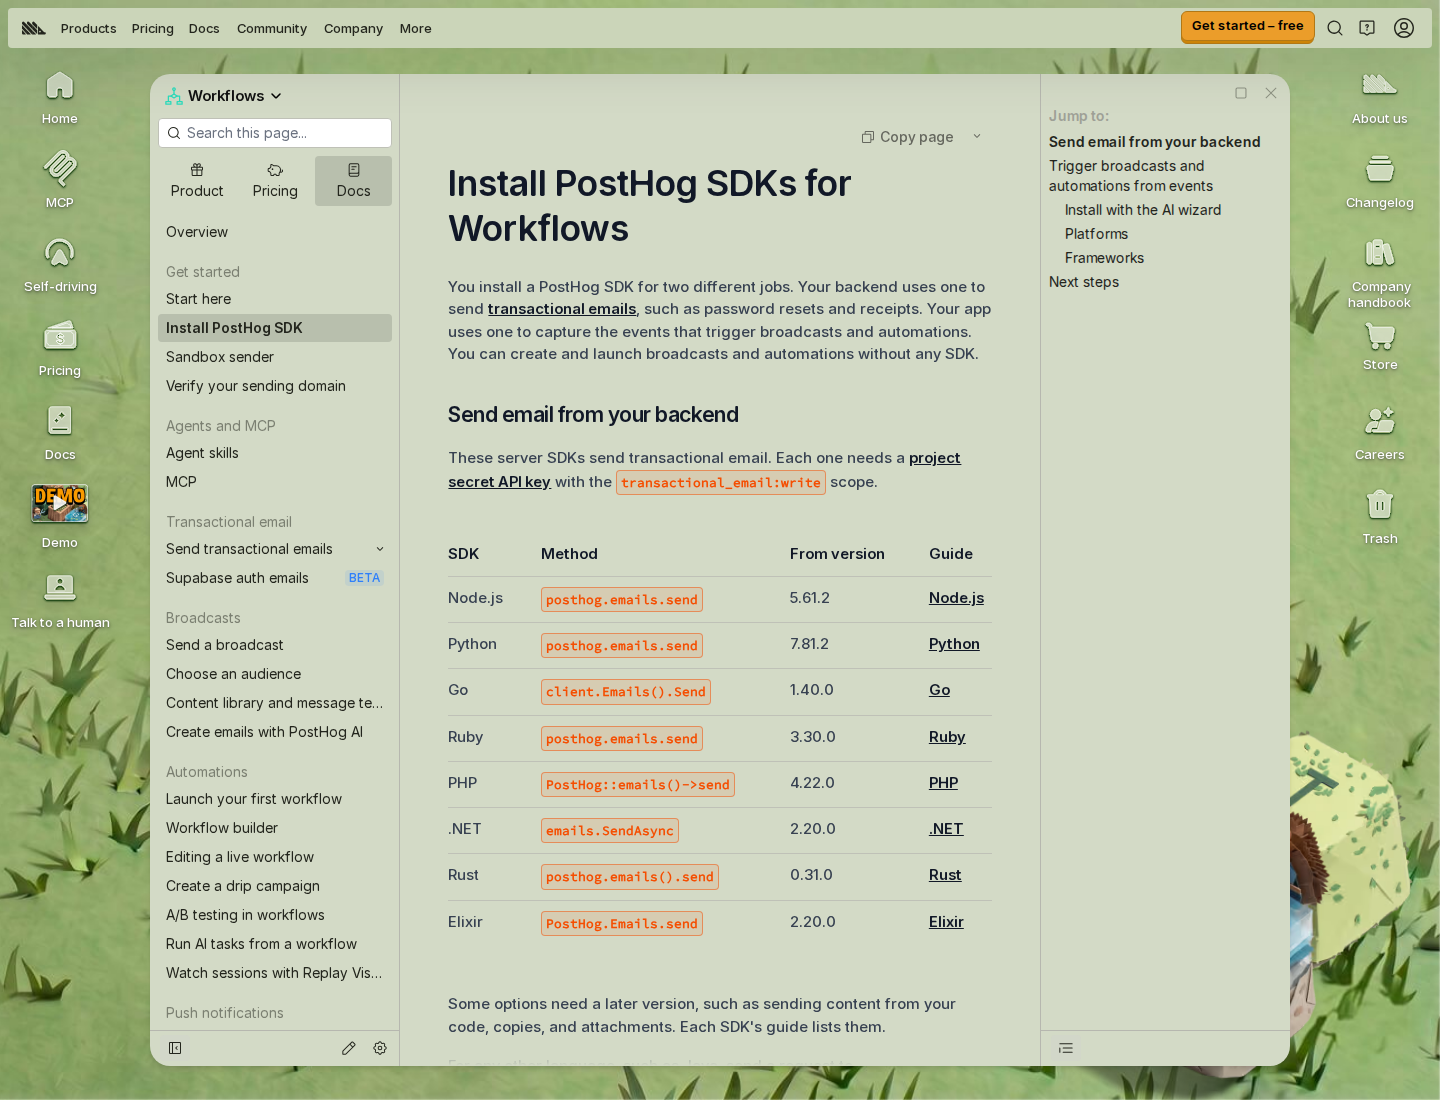 Products Pricing Docs Community Company More
Get started – free
Home
MCP
Self-driving
Pricing
$
Docs
DEMO
Demo
Talk to a human
Workflows
Search this page...
Product Pricing Docs
Overview
Get started
Start here
Install PostHog SDK
Sandbox sender
Verify your sending domain
Agents and MCP
Agent skills
MCP
Transactional email
Send transactional emails
Supabase auth emails BETA
Broadcasts
Send a broadcast
Choose an audience
Content library and message te...
Create emails with PostHog AI
Automations
Launch your first workflow
Workflow builder
Editing a live workflow
Create a drip campaign
A/B testing in workflows
Run AI tasks from a workflow
Watch sessions with Replay Vis...
Push notifications
Copy page
Install PostHog SDKs for
Workflows
You install a PostHog SDK for two different jobs. Your backend uses one to
send transactional emails, such as password resets and receipts. Your app
uses one to capture the events that trigger broadcasts and automations.
You can create and launch broadcasts and automations without any SDK.
Send email from your backend
These server SDKs send transactional email. Each one needs a project
secret API key with the transactional_email:write scope.
SDK Method From version Guide
Node.js posthog.emails.send 5.61.2 Node.js
Python posthog.emails.send 7.81.2 Python
Go client.Emails().Send 1.40.0 Go
Ruby posthog.emails.send 3.30.0 Ruby
PHP PostHog::emails()->send 4.22.0 PHP
.NET emails.SendAsync 2.20.0 .NET
Rust posthog.emails().send 0.31.0 Rust
Elixir PostHog.Emails.send 2.20.0 Elixir
Some options need a later version, such as sending content from your
code, copies, and attachments. Each SDK's guide lists them.
Jump to:
Send email from your backend
Trigger broadcasts and
automations from events
Install with the AI wizard
Platforms
Frameworks
Next steps
About us
Changelog
Company
handbook
Store
Careers
Trash